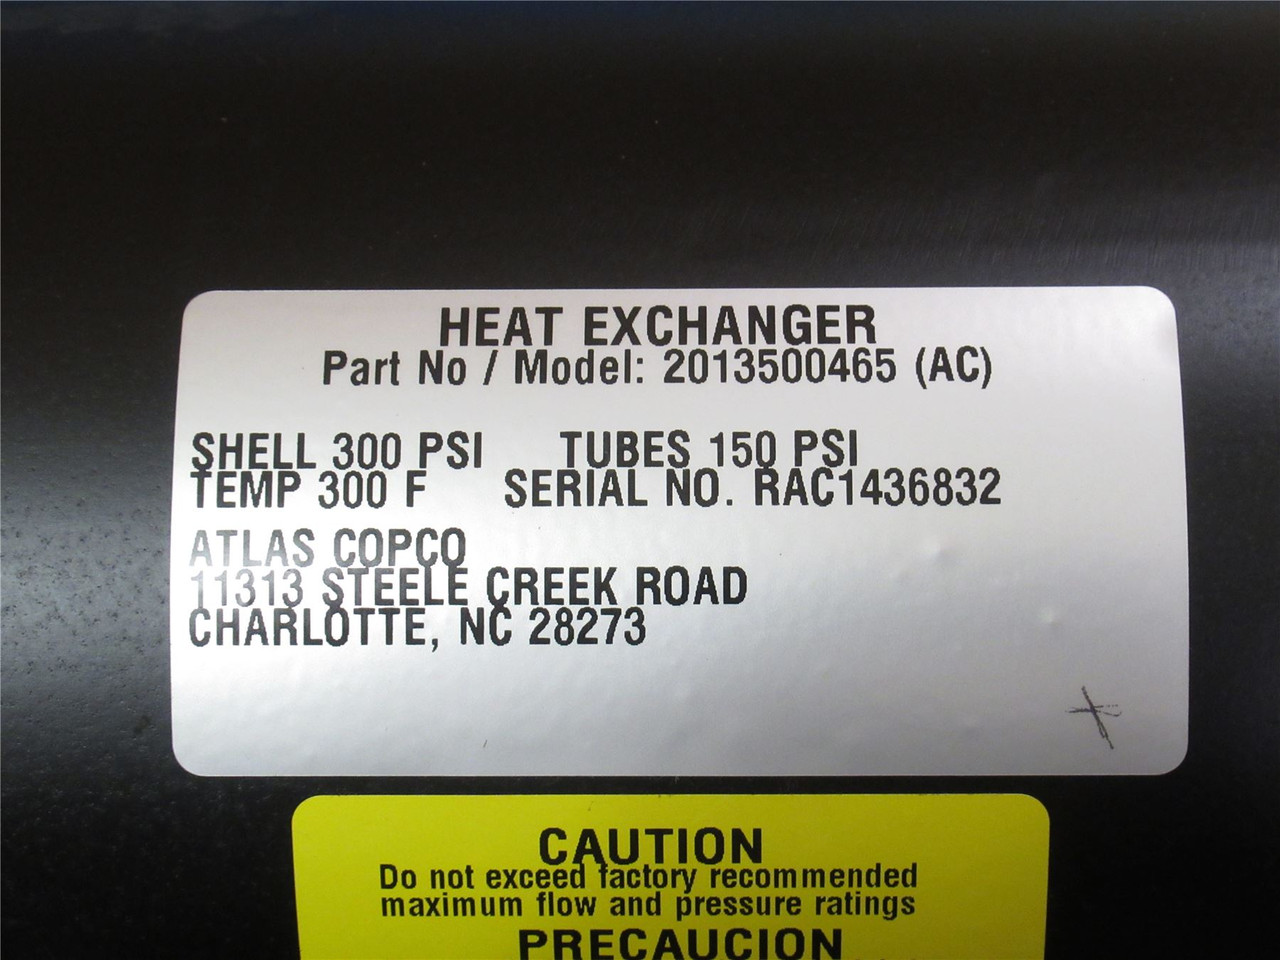 HEAT EXCHANGER
Part No / Model: 2013500465 (AC)
SHELL 300 PSI TUBES 150 PSI
TEMP 300 F SERIAL NO. RAC1436832
ATLAS COPCO
11313 STEELE CREEK ROAD
CHARLOTTE, NC 28273
CAUTION
Do not exceed factory recommended
maximum flow and pressure ratings
PRECAUCION